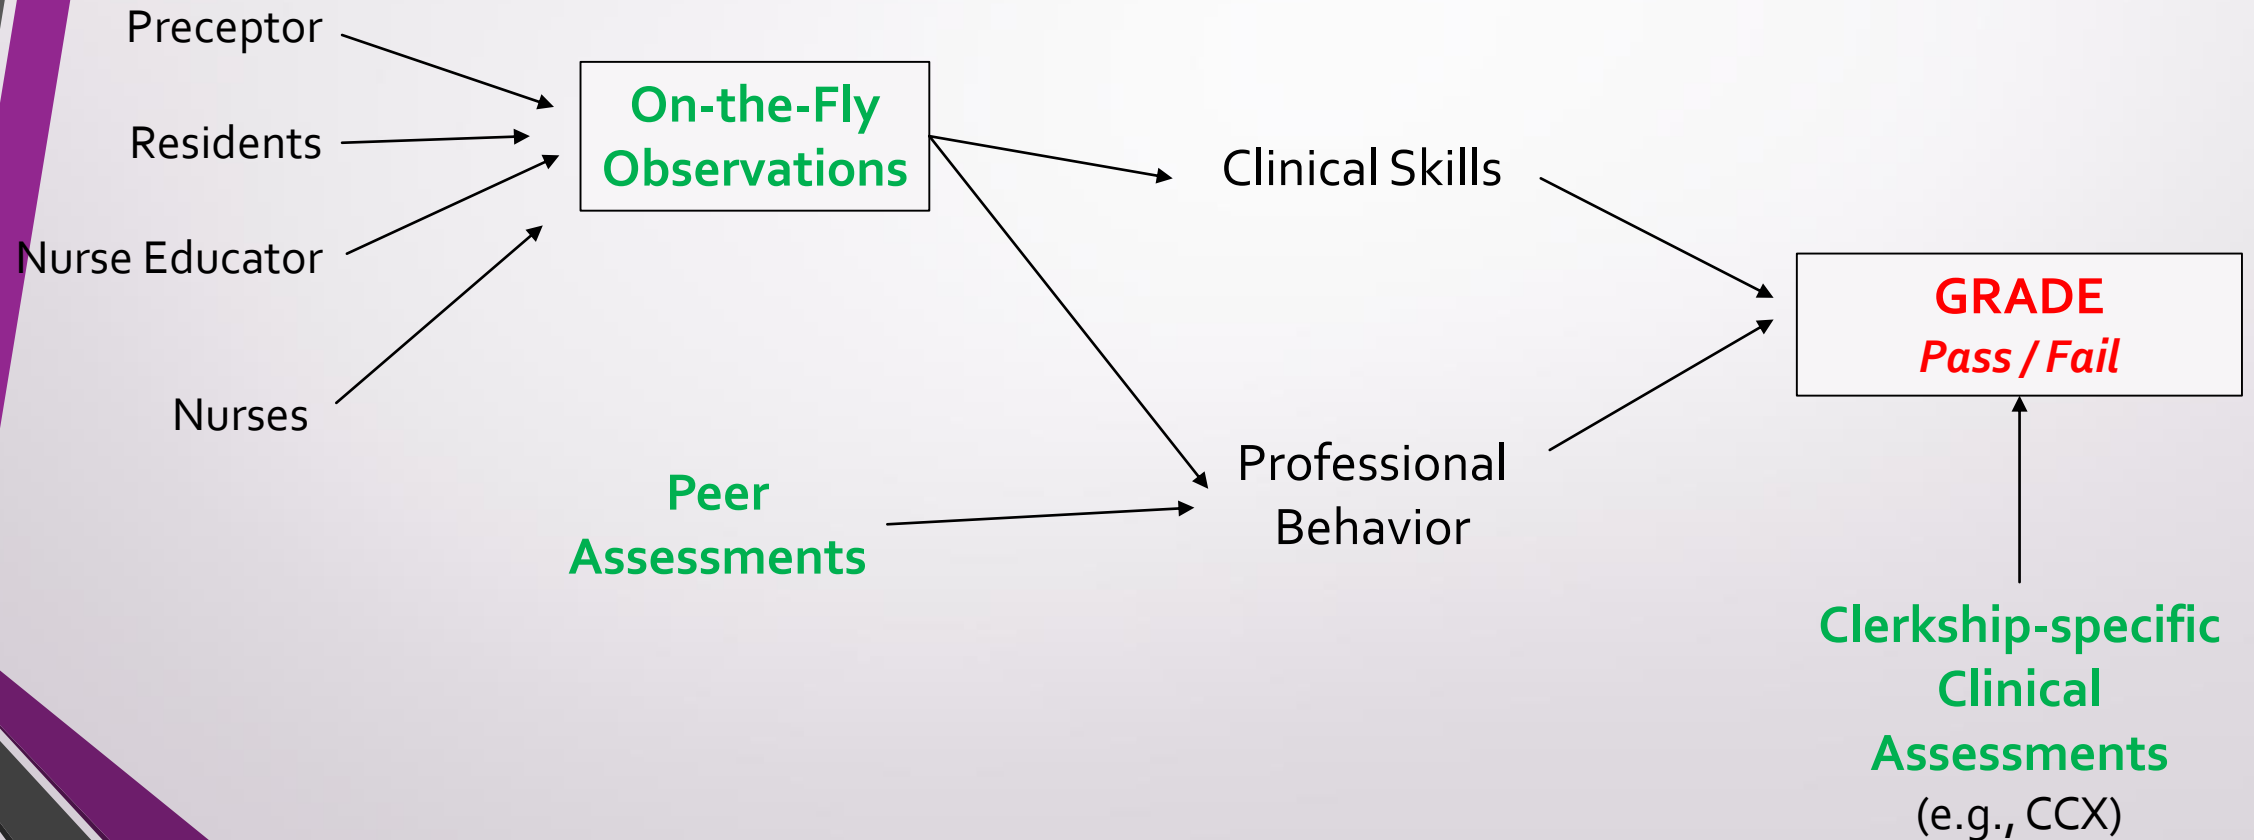 Preceptor
Residents
Nurse Educator
Nurses
On-the-Fly
Observations
Peer
Assessments
Clinical Skills
Professional
Behavior
GRADE
Pass / Fail
Clerkship-specific
Clinical
Assessments
(e.g., CCX)